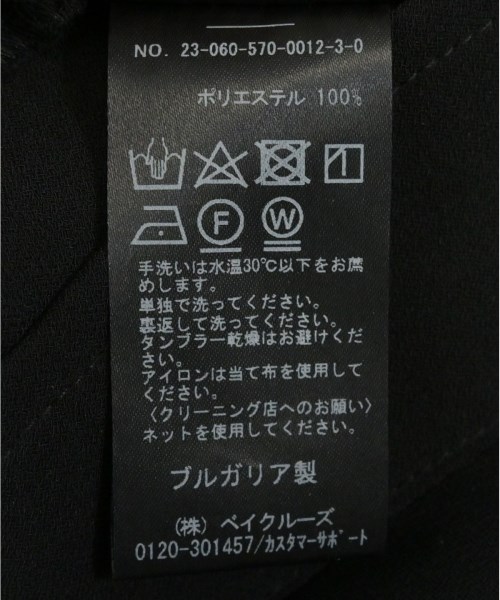 NO. 23-060-570-0012-3-0
ポリエステル 100%
F W
手洗いは水温30℃以下をお薦
めします。
単独で洗ってください。
裏返して洗ってください。
タンブラー乾燥はお避けくだ
さい。
アイロンは当て布を使用して
ください。
〈クリーニング店へのお願い〉
ネットを使用してください。
ブルガリア製
(株) ベイクルーズ
0120-301457/カスタマーサポート